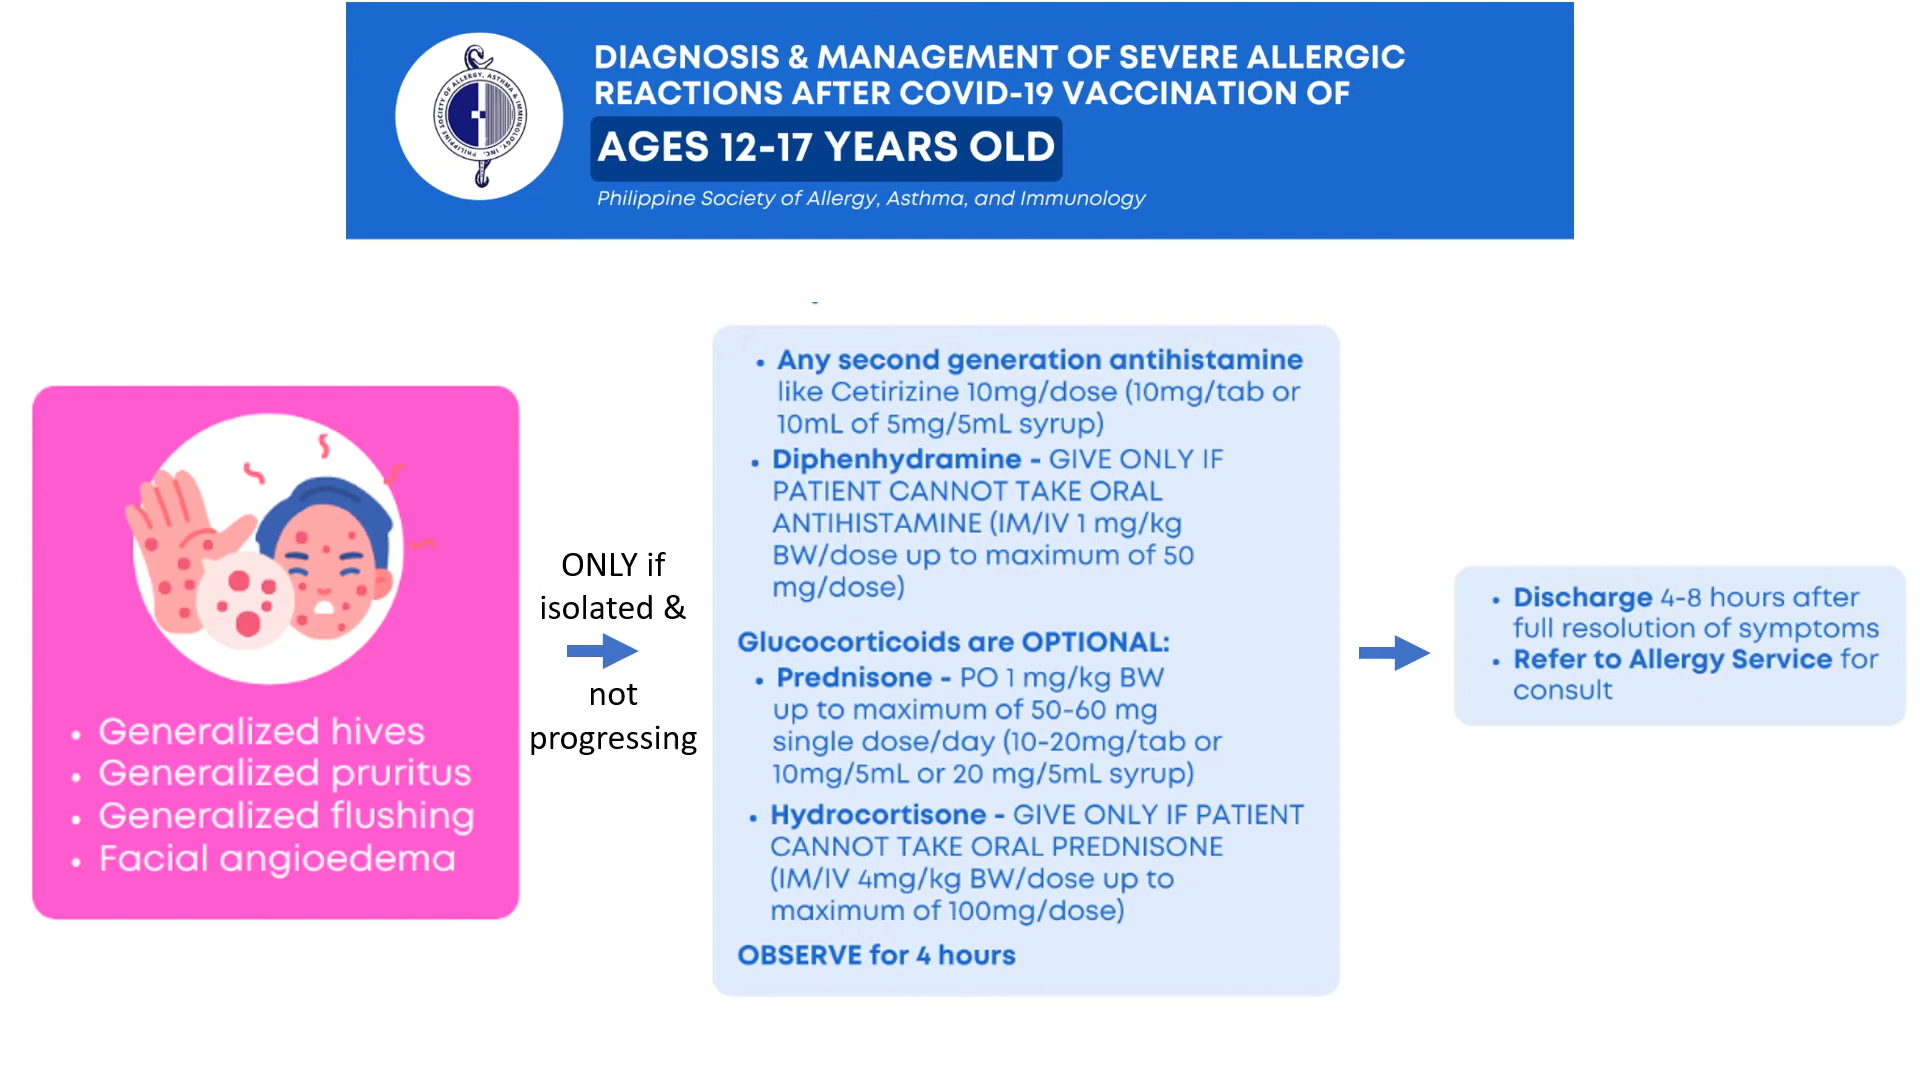 DIAGNOSIS & MANAGEMENT OF SEVERE ALLERGIC
REACTIONS AFTER COVID-19 VACCINATION OF
AGES 12-17 YEARS OLD
Philippine Society of Allergy, Asthma, and Immunology
PHILIPPINE SOCIETY OF ALLERGY, ASTHMA & IMMUNOLOGY, INC.
• Generalized hives
• Generalized pruritus
• Generalized flushing
• Facial angioedema
ONLY if
isolated &
not
progressing
• Any second generation antihistamine
like Cetirizine 10mg/dose (10mg/tab or
10mL of 5mg/5mL syrup)
• Diphenhydramine - GIVE ONLY IF
PATIENT CANNOT TAKE ORAL
ANTIHISTAMINE (IM/IV 1 mg/kg
BW/dose up to maximum of 50
mg/dose)
Glucocorticoids are OPTIONAL:
• Prednisone - PO 1 mg/kg BW
up to maximum of 50-60 mg
single dose/day (10-20mg/tab or
10mg/5mL or 20 mg/5mL syrup)
• Hydrocortisone - GIVE ONLY IF PATIENT
CANNOT TAKE ORAL PREDNISONE
(IM/IV 4mg/kg BW/dose up to
maximum of 100mg/dose)
OBSERVE for 4 hours
• Discharge 4-8 hours after
full resolution of symptoms
• Refer to Allergy Service for
consult